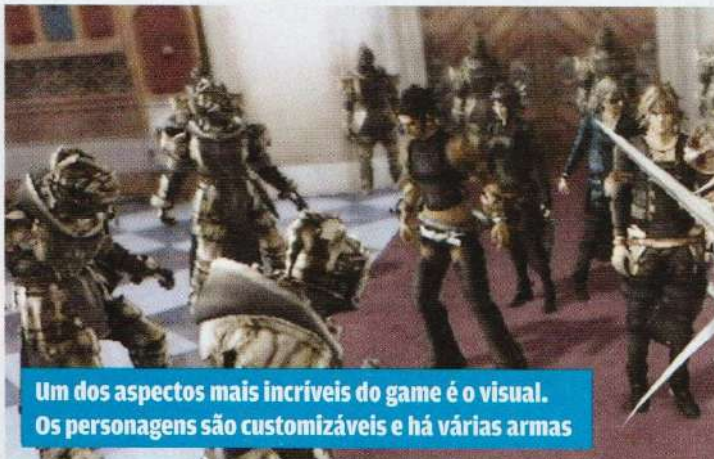 Um dos aspectos mais incríveis do game é o visual.
Os personagens são customizáveis e há várias armas